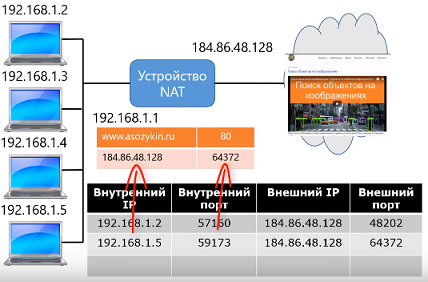 192.168.1.2
184.86.48.128
192.168.1.3
Устройство
NAT
Поиск объектов на
изображениях
192.168.1.1
192.168.1.4
www.asozykin.ru 80
184.86.48.128 64372
192.168.1.5
Внутренний IP Внутренний порт Внешний IP Внешний порт
192.168.1.2 57160 184.86.48.128 48202
192.168.1.5 59173 184.86.48.128 64372